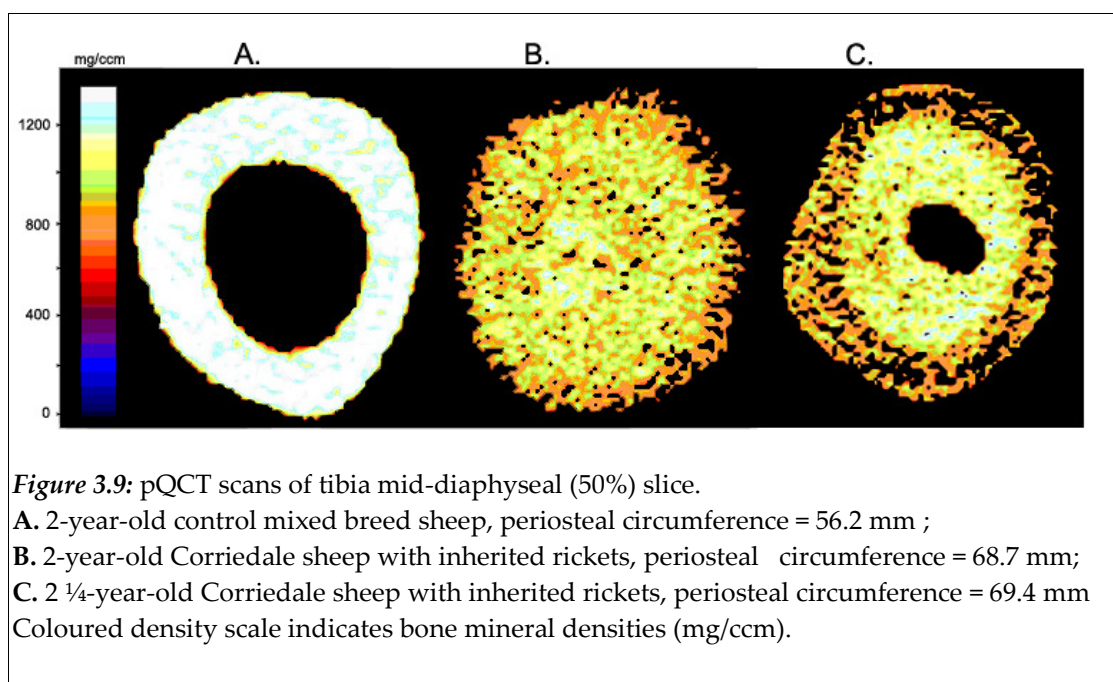 mg/ccm
A.
B.
C.
1200
800
400
0
Figure 3.9: pQCT scans of tibia mid-diaphyseal (50%) slice.
A. 2-year-old control mixed breed sheep, periosteal circumference = 56.2 mm ;
B. 2-year-old Corriedale sheep with inherited rickets, periosteal circumference = 68.7 mm;
C. 2 ¼-year-old Corriedale sheep with inherited rickets, periosteal circumference = 69.4 mm
Coloured density scale indicates bone mineral densities (mg/ccm).